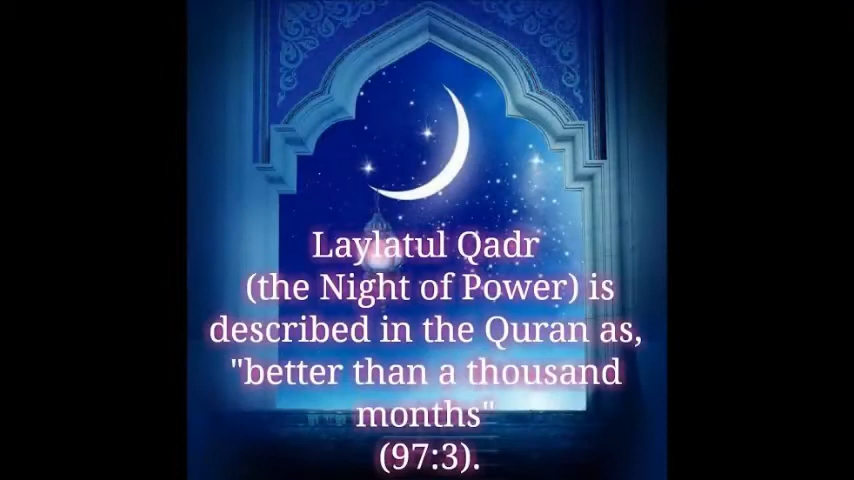 Laylatul Qadr
(the Night of Power) is
described in the Quran as,
"better than a thousand
months"
(97:3).